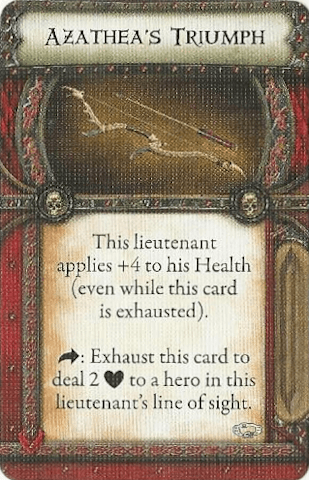 AZATHEA'S TRIUMPH
This lieutenant
applies +4 to his Health
(even while this card
is exhausted).
: Exhaust this card to
deal 2 ♥ to a hero in this
lieutenant's line of sight.